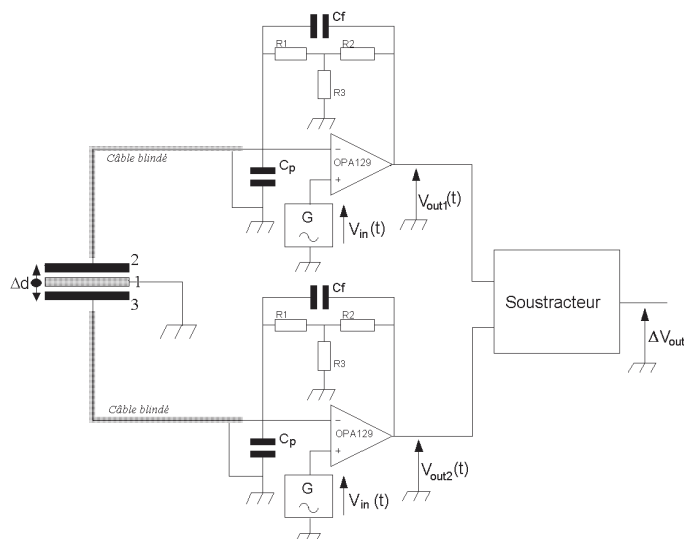 Cf
R1
R2
R3
Câble blindé
Cp
OPA129
−
+
G
Vin(t)
Vout1(t)
2
1
3
Δd
Soustracteur
ΔVout
Cf
R1
R2
R3
Câble blindé
Cp
OPA129
−
+
G
Vin(t)
Vout2(t)